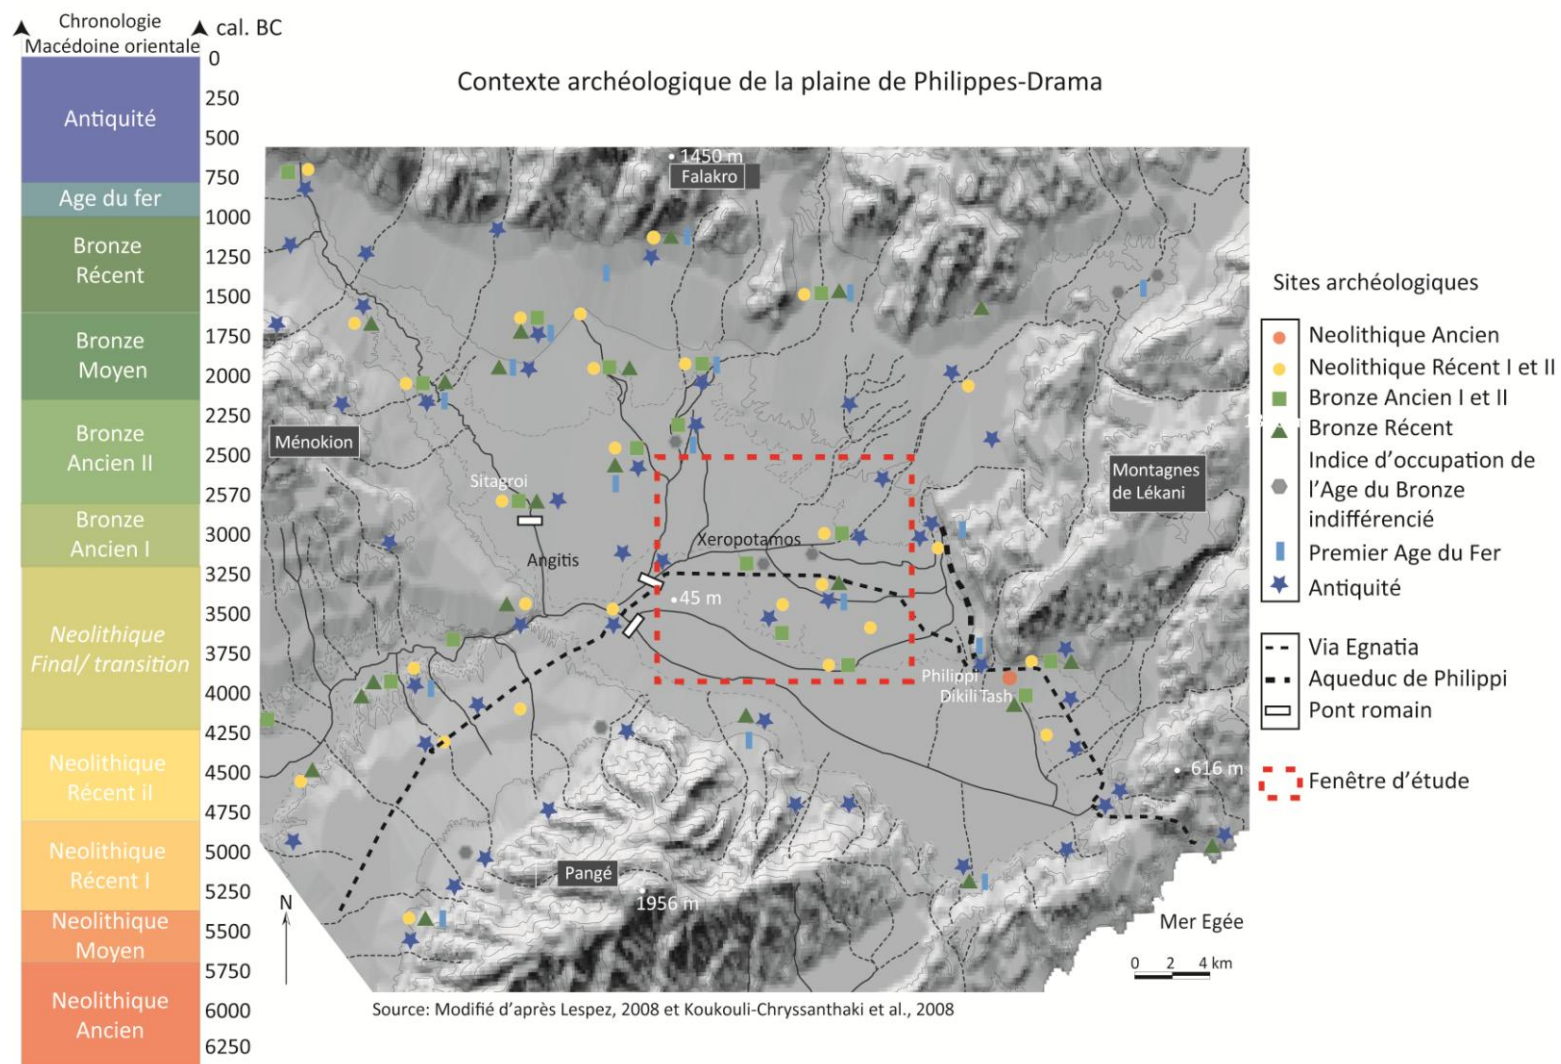 Chronologie
Macédoine orientale
cal. BC
0
250
500
750
1000
1250
1500
1750
2000
2250
2500
2570
3000
3250
3500
3750
4000
4250
4500
4750
5000
5250
5500
5750
6000
6250
Antiquité
Age du fer
Bronze
Récent
Bronze
Moyen
Bronze
Ancien II
Bronze
Ancien I
Neolithique
Final/ transition
Neolithique
Récent il
Neolithique
Récent I
Neolithique
Moyen
Neolithique
Ancien
Contexte archéologique de la plaine de Philippes-Drama
1450 m
Falakro
Ménokion
Sitagroi
Angitis
Xeropotamos
45 m
Montagnes
de Lékani
Philippi
Dikili Tash
616 m
Pangé
1956 m
N
Mer Egée
0 2 4 km
Source: Modifié d'après Lespez, 2008 et Koukouli-Chryssanthaki et al., 2008
Sites archéologiques
Neolithique Ancien
Neolithique Récent I et II
Bronze Ancien I et II
Bronze Récent
Indice d'occupation de
l'Age du Bronze
indifférencié
Premier Age du Fer
Antiquité
Via Egnatia
Aqueduc de Philippi
Pont romain
Fenêtre d'étude